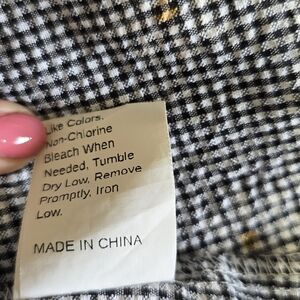 Like Colors.
Non-Chlorine
Bleach When
Needed, Tumble
Dry Low, Remove
Promptly, Iron
Low.
MADE IN CHINA